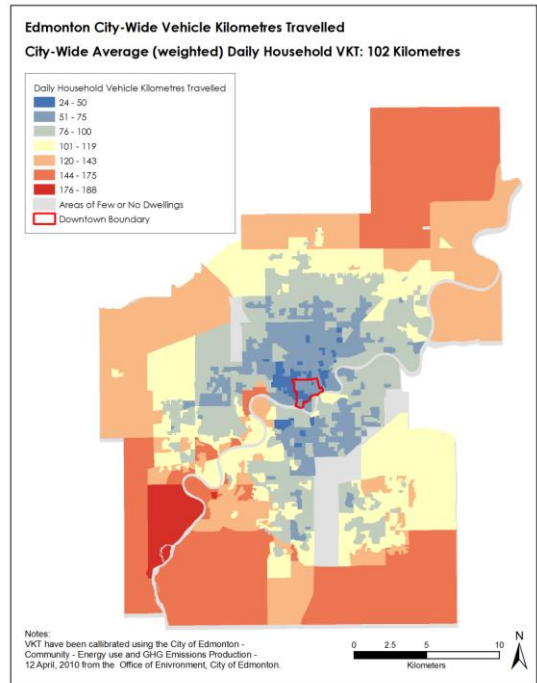 Edmonton City-Wide Vehicle Kilometres Travelled
City-Wide Average (weighted) Daily Household VKT: 102 Kilometres
Daily Household Vehicle Kilometres Travelled
24 - 50
51 - 75
76 - 100
101 - 119
120 - 143
144 - 175
176 - 188
Areas of Few or No Dwellings
Downtown Boundary
Notes:
VKT have been callibrated using the City of Edmonton -
Community - Energy use and GHG Emissions Production -
12 April, 2010 from the Office of Enivronment, City of Edmonton.
0 2.5 5 10
Kilometers
N